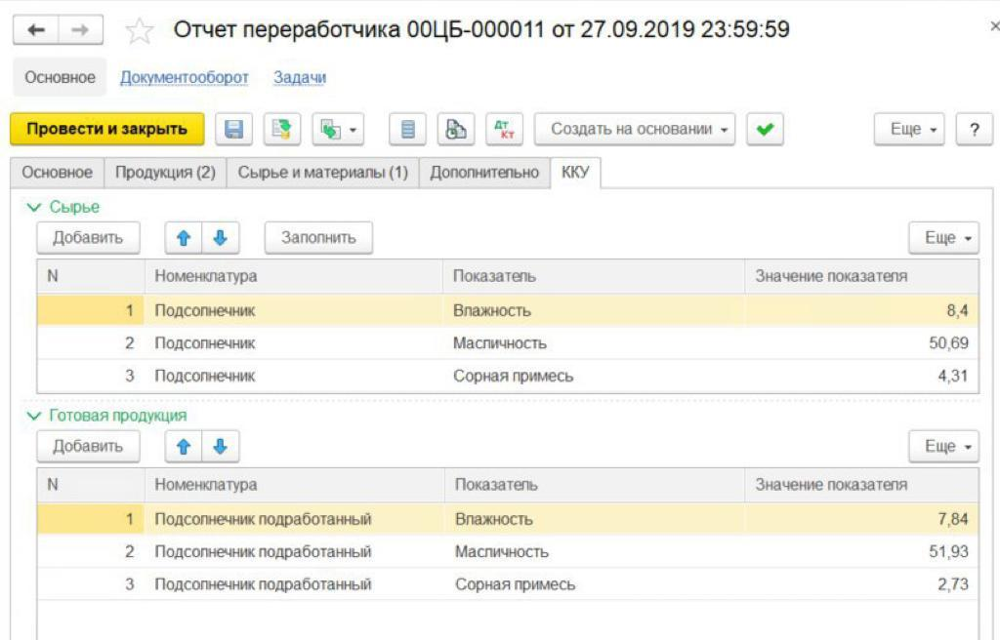 Отчет переработчика 00ЦБ-000011 от 27.09.2019 23:59:59
Основное Документооборот Задачи
Провести и закрыть Дт Кт Создать на основании Еще ?
Основное Продукция (2) Сырье и материалы (1) Дополнительно ККУ
Сырье
Добавить Заполнить Еще
N Номенклатура Показатель Значение показателя
1 Подсолнечник Влажность 8,4
2 Подсолнечник Масличность 50,69
3 Подсолнечник Сорная примесь 4,31
Готовая продукция
Добавить Еще
N Номенклатура Показатель Значение показателя
1 Подсолнечник подработанный Влажность 7,84
2 Подсолнечник подработанный Масличность 51,93
3 Подсолнечник подработанный Сорная примесь 2,73